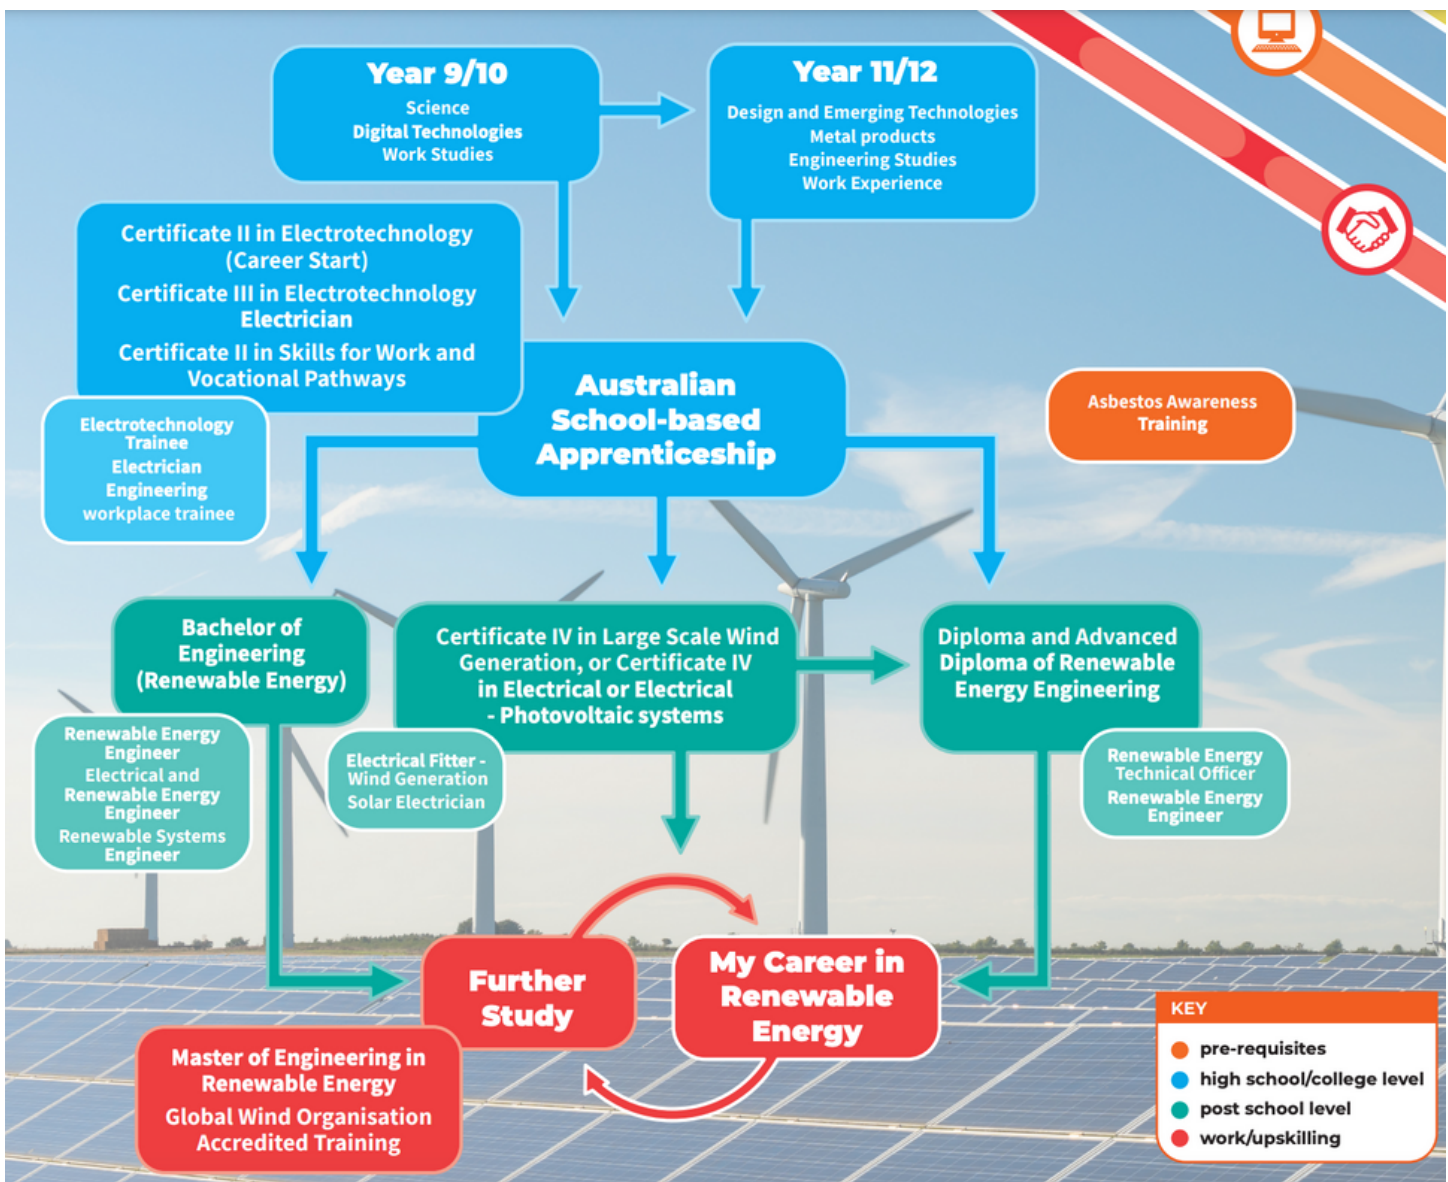 Year 9/10
Science
Digital Technologies
Work Studies
Year 11/12
Design and Emerging Technologies
Metal products
Engineering Studies
Work Experience
Certificate II in Electrotechnology
(Career Start)
Certificate III in Electrotechnology
Electrician
Certificate II in Skills for Work and
Vocational Pathways
Electrotechnology
Trainee
Electrician
Engineering
workplace trainee
Australian
School-based
Apprenticeship
Asbestos Awareness
Training
Bachelor of
Engineering
(Renewable Energy)
Renewable Energy
Engineer
Electrical and
Renewable Energy
Engineer
Renewable Systems
Engineer
Certificate IV in Large Scale Wind
Generation, or Certificate IV
in Electrical or Electrical
- Photovoltaic systems
Electrical Fitter -
Wind Generation
Solar Electrician
Diploma and Advanced
Diploma of Renewable
Energy Engineering
Renewable Energy
Technical Officer
Renewable Energy
Engineer
Further
Study
My Career in
Renewable
Energy
Master of Engineering in
Renewable Energy
Global Wind Organisation
Accredited Training
KEY
pre-requisites
high school/college level
post school level
work/upskilling